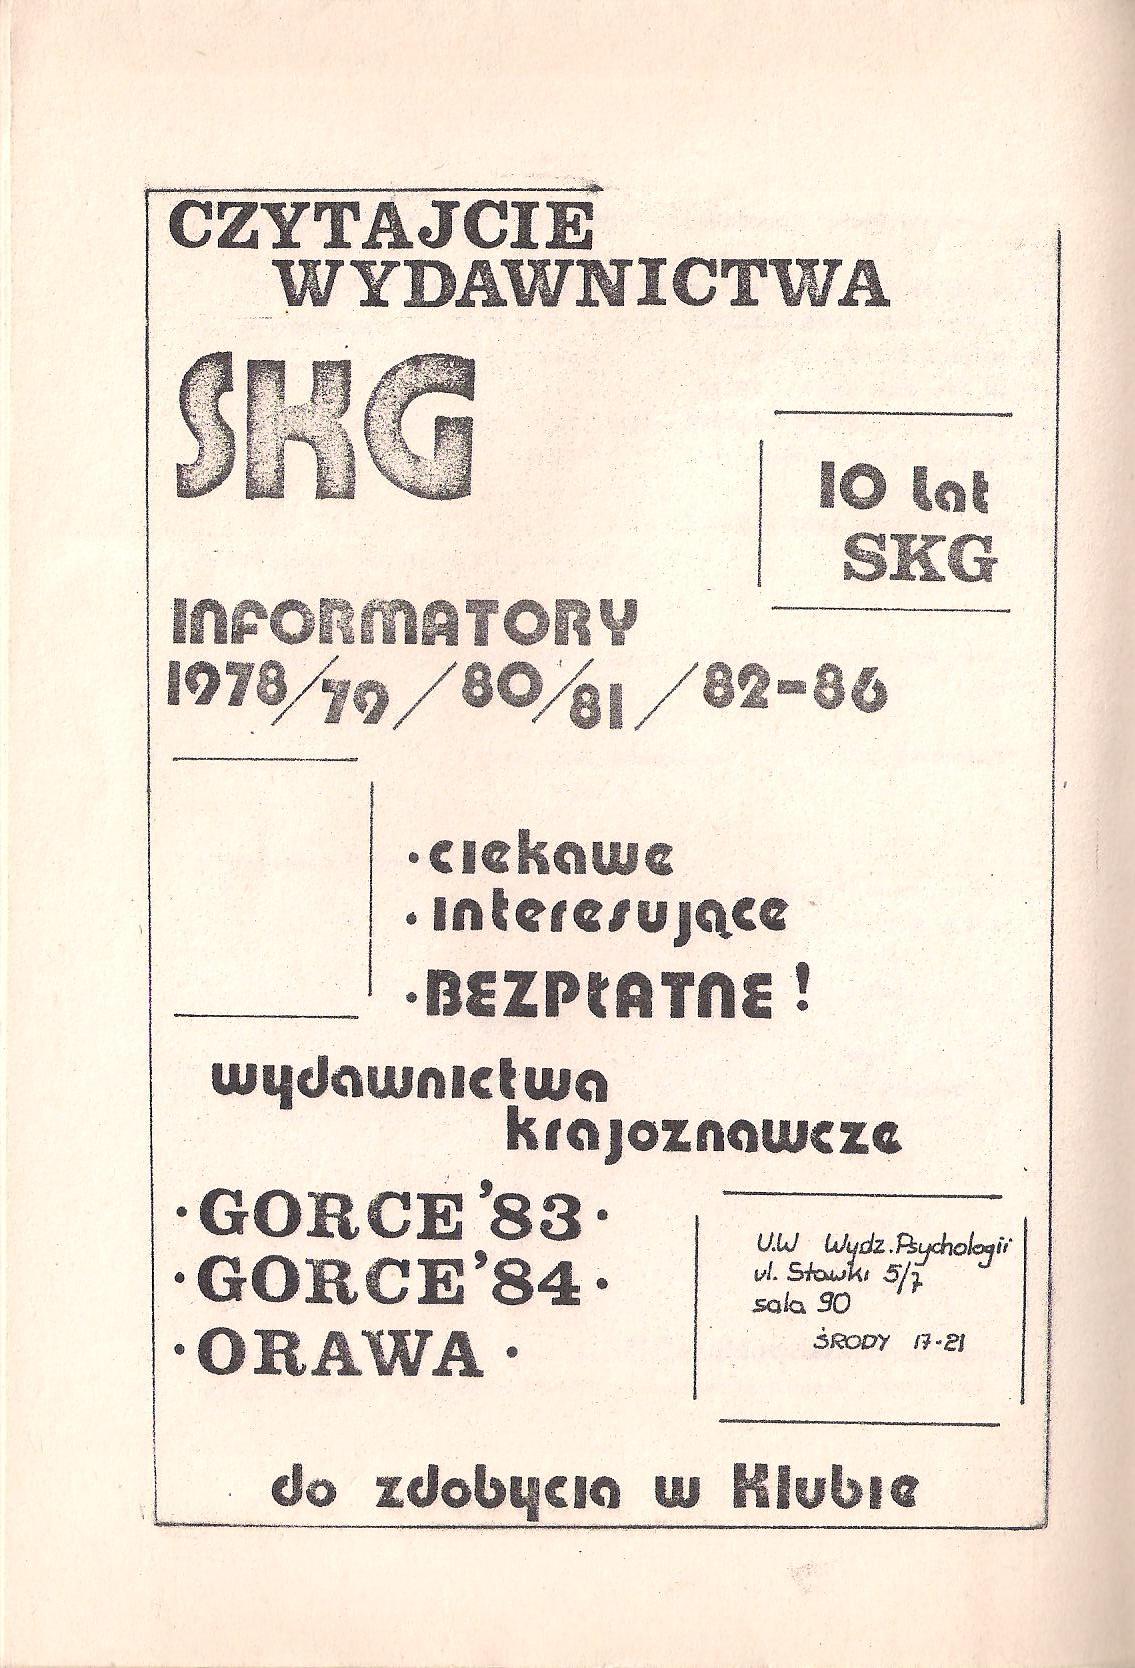 CZYTAJCIE
WYDAWNICTWA
SKG
10 lat
SKG
INFORMATORY
1978/79/80/81/82-86
·ciekawe
·interesujące
·BEZPŁATNE!
wydawnictwa
krajoznawcze
·GORCE'83·
·GORCE'84·
·ORAWA·
U.W Wydz.Psychologii
ul. Stawki 5/7
sala 90
ŚRODY 17-21
do zdobycia w Klubie